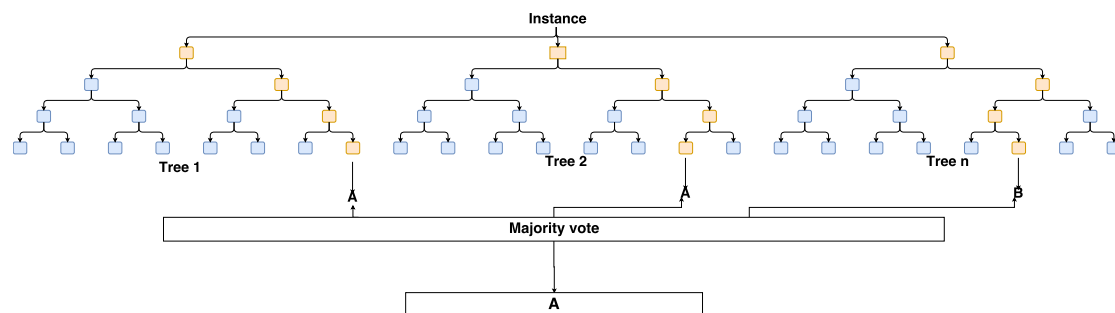 Instance
Tree 1
Tree 2
Tree n
A
A
B
Majority vote
A